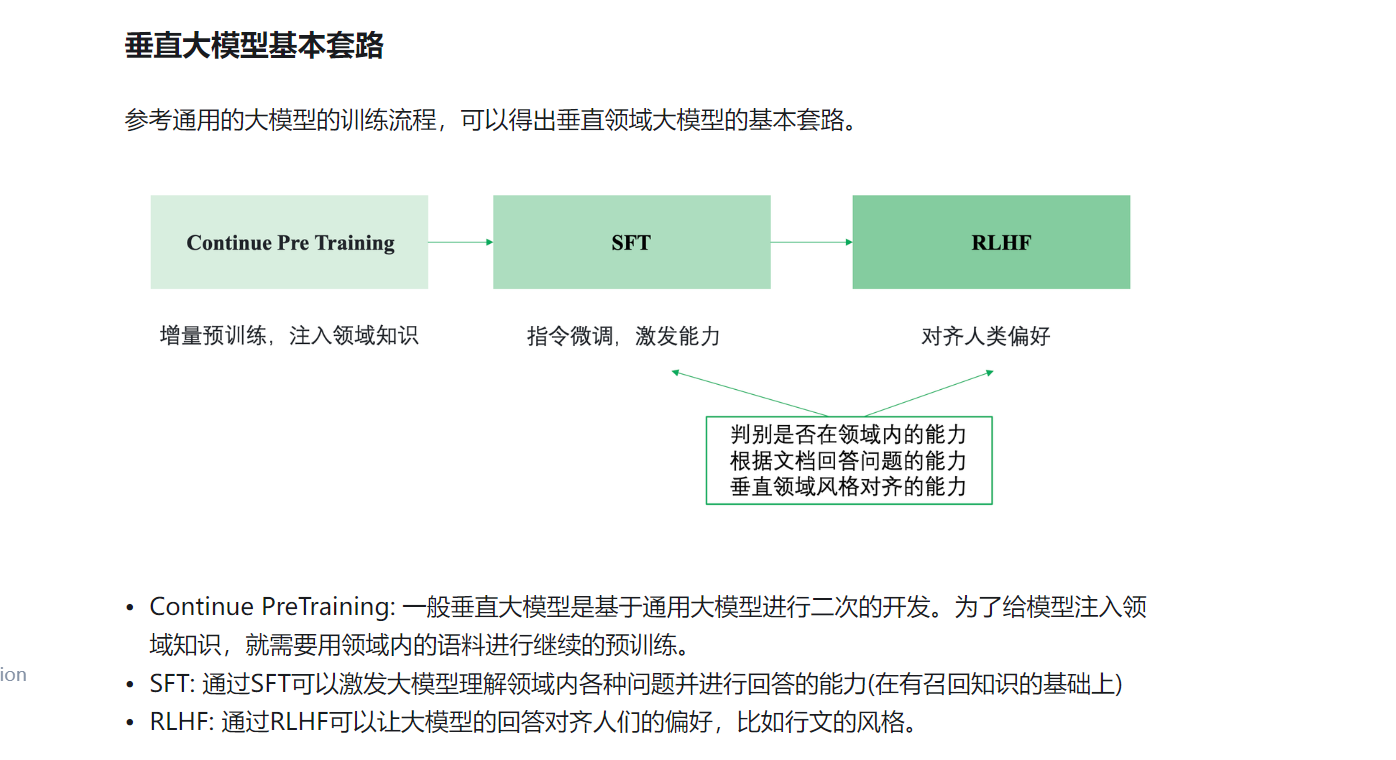 垂直大模型基本套路
参考通用的大模型的训练流程，可以得出垂直领域大模型的基本套路。
Continue Pre Training
SFT
RLHF
增量预训练，注入领域知识
指令微调，激发能力
对齐人类偏好
判别是否在领域内的能力
根据文档回答问题的能力
垂直领域风格对齐的能力
• Continue PreTraining: 一般垂直大模型是基于通用大模型进行二次的开发。为了给模型注入领
域知识，就需要用领域内的语料进行继续的预训练。
ion
• SFT: 通过SFT可以激发大模型理解领域内各种问题并进行回答的能力(在有召回知识的基础上)
• RLHF: 通过RLHF可以让大模型的回答对齐人们的偏好，比如行文的风格。